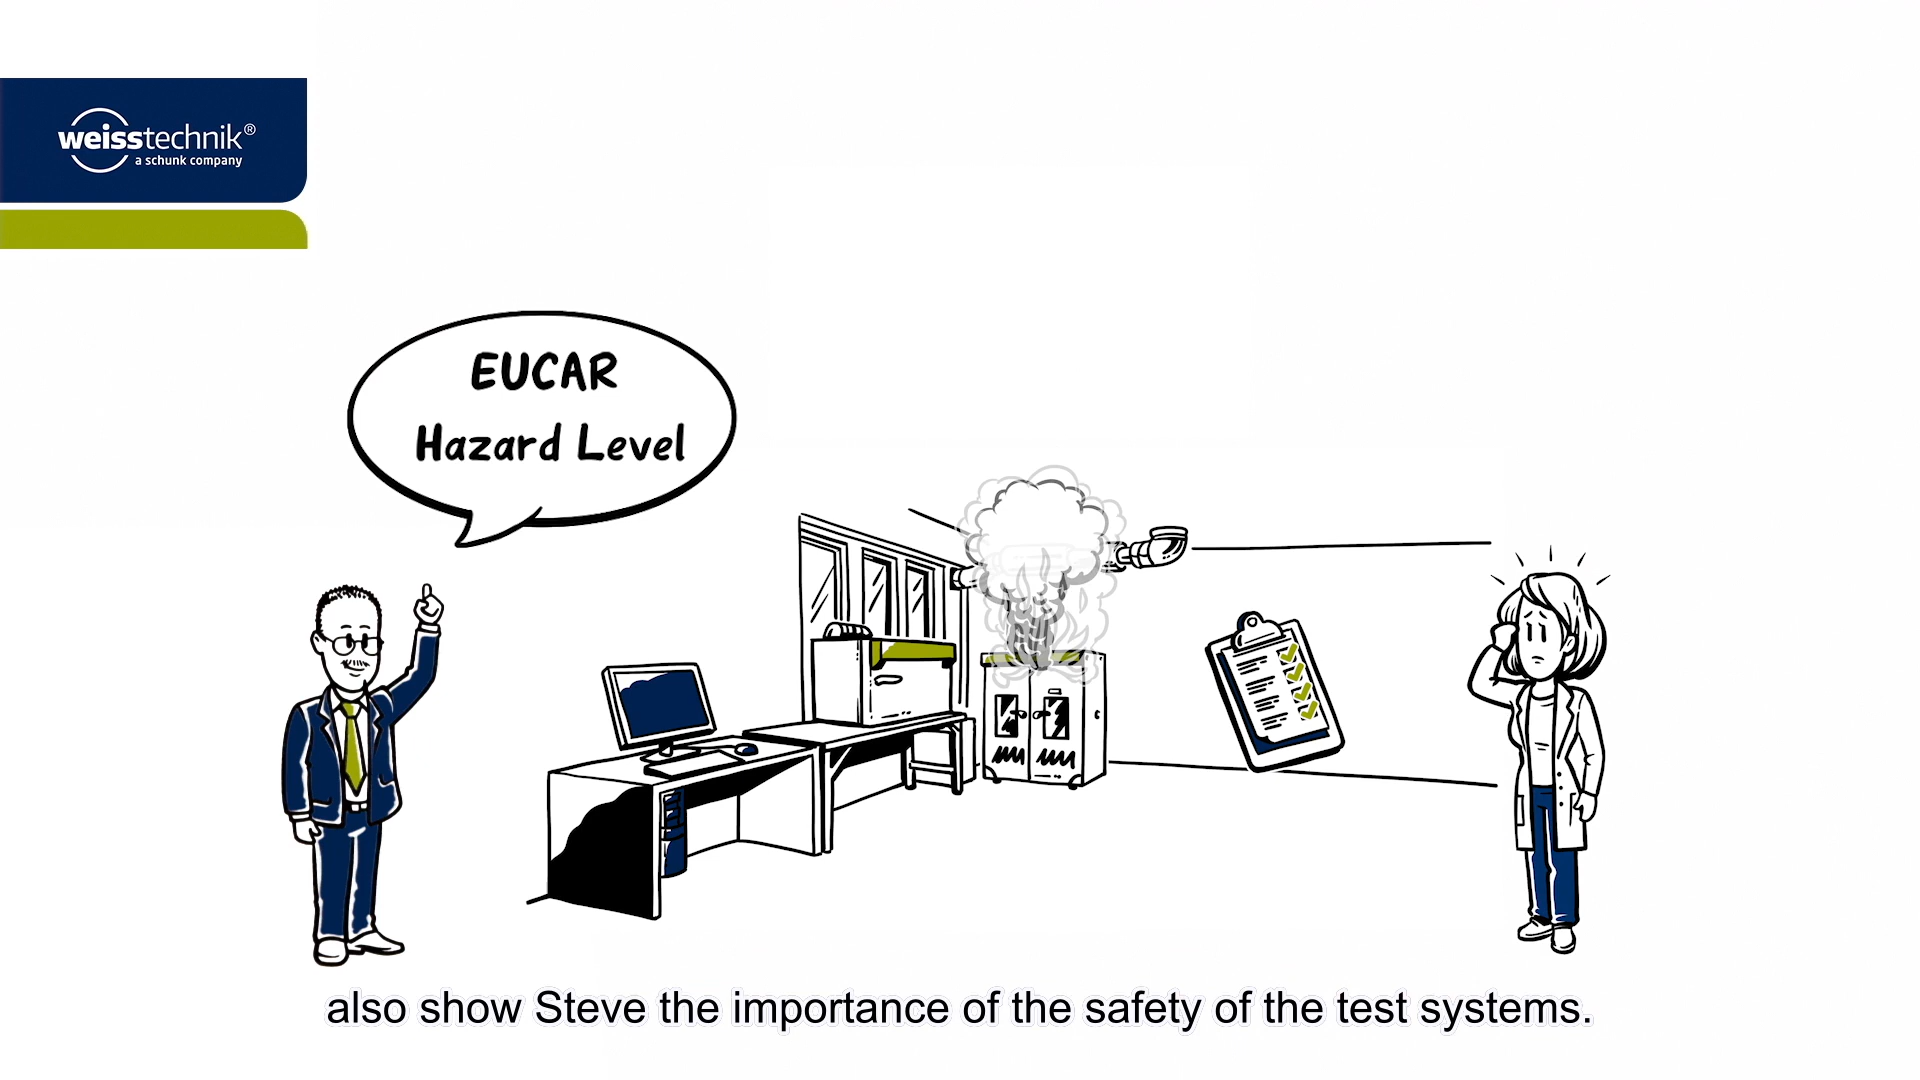 weisstechnik®
a schunk company
EUCAR
Hazard Level
also show Steve the importance of the safety of the test systems.